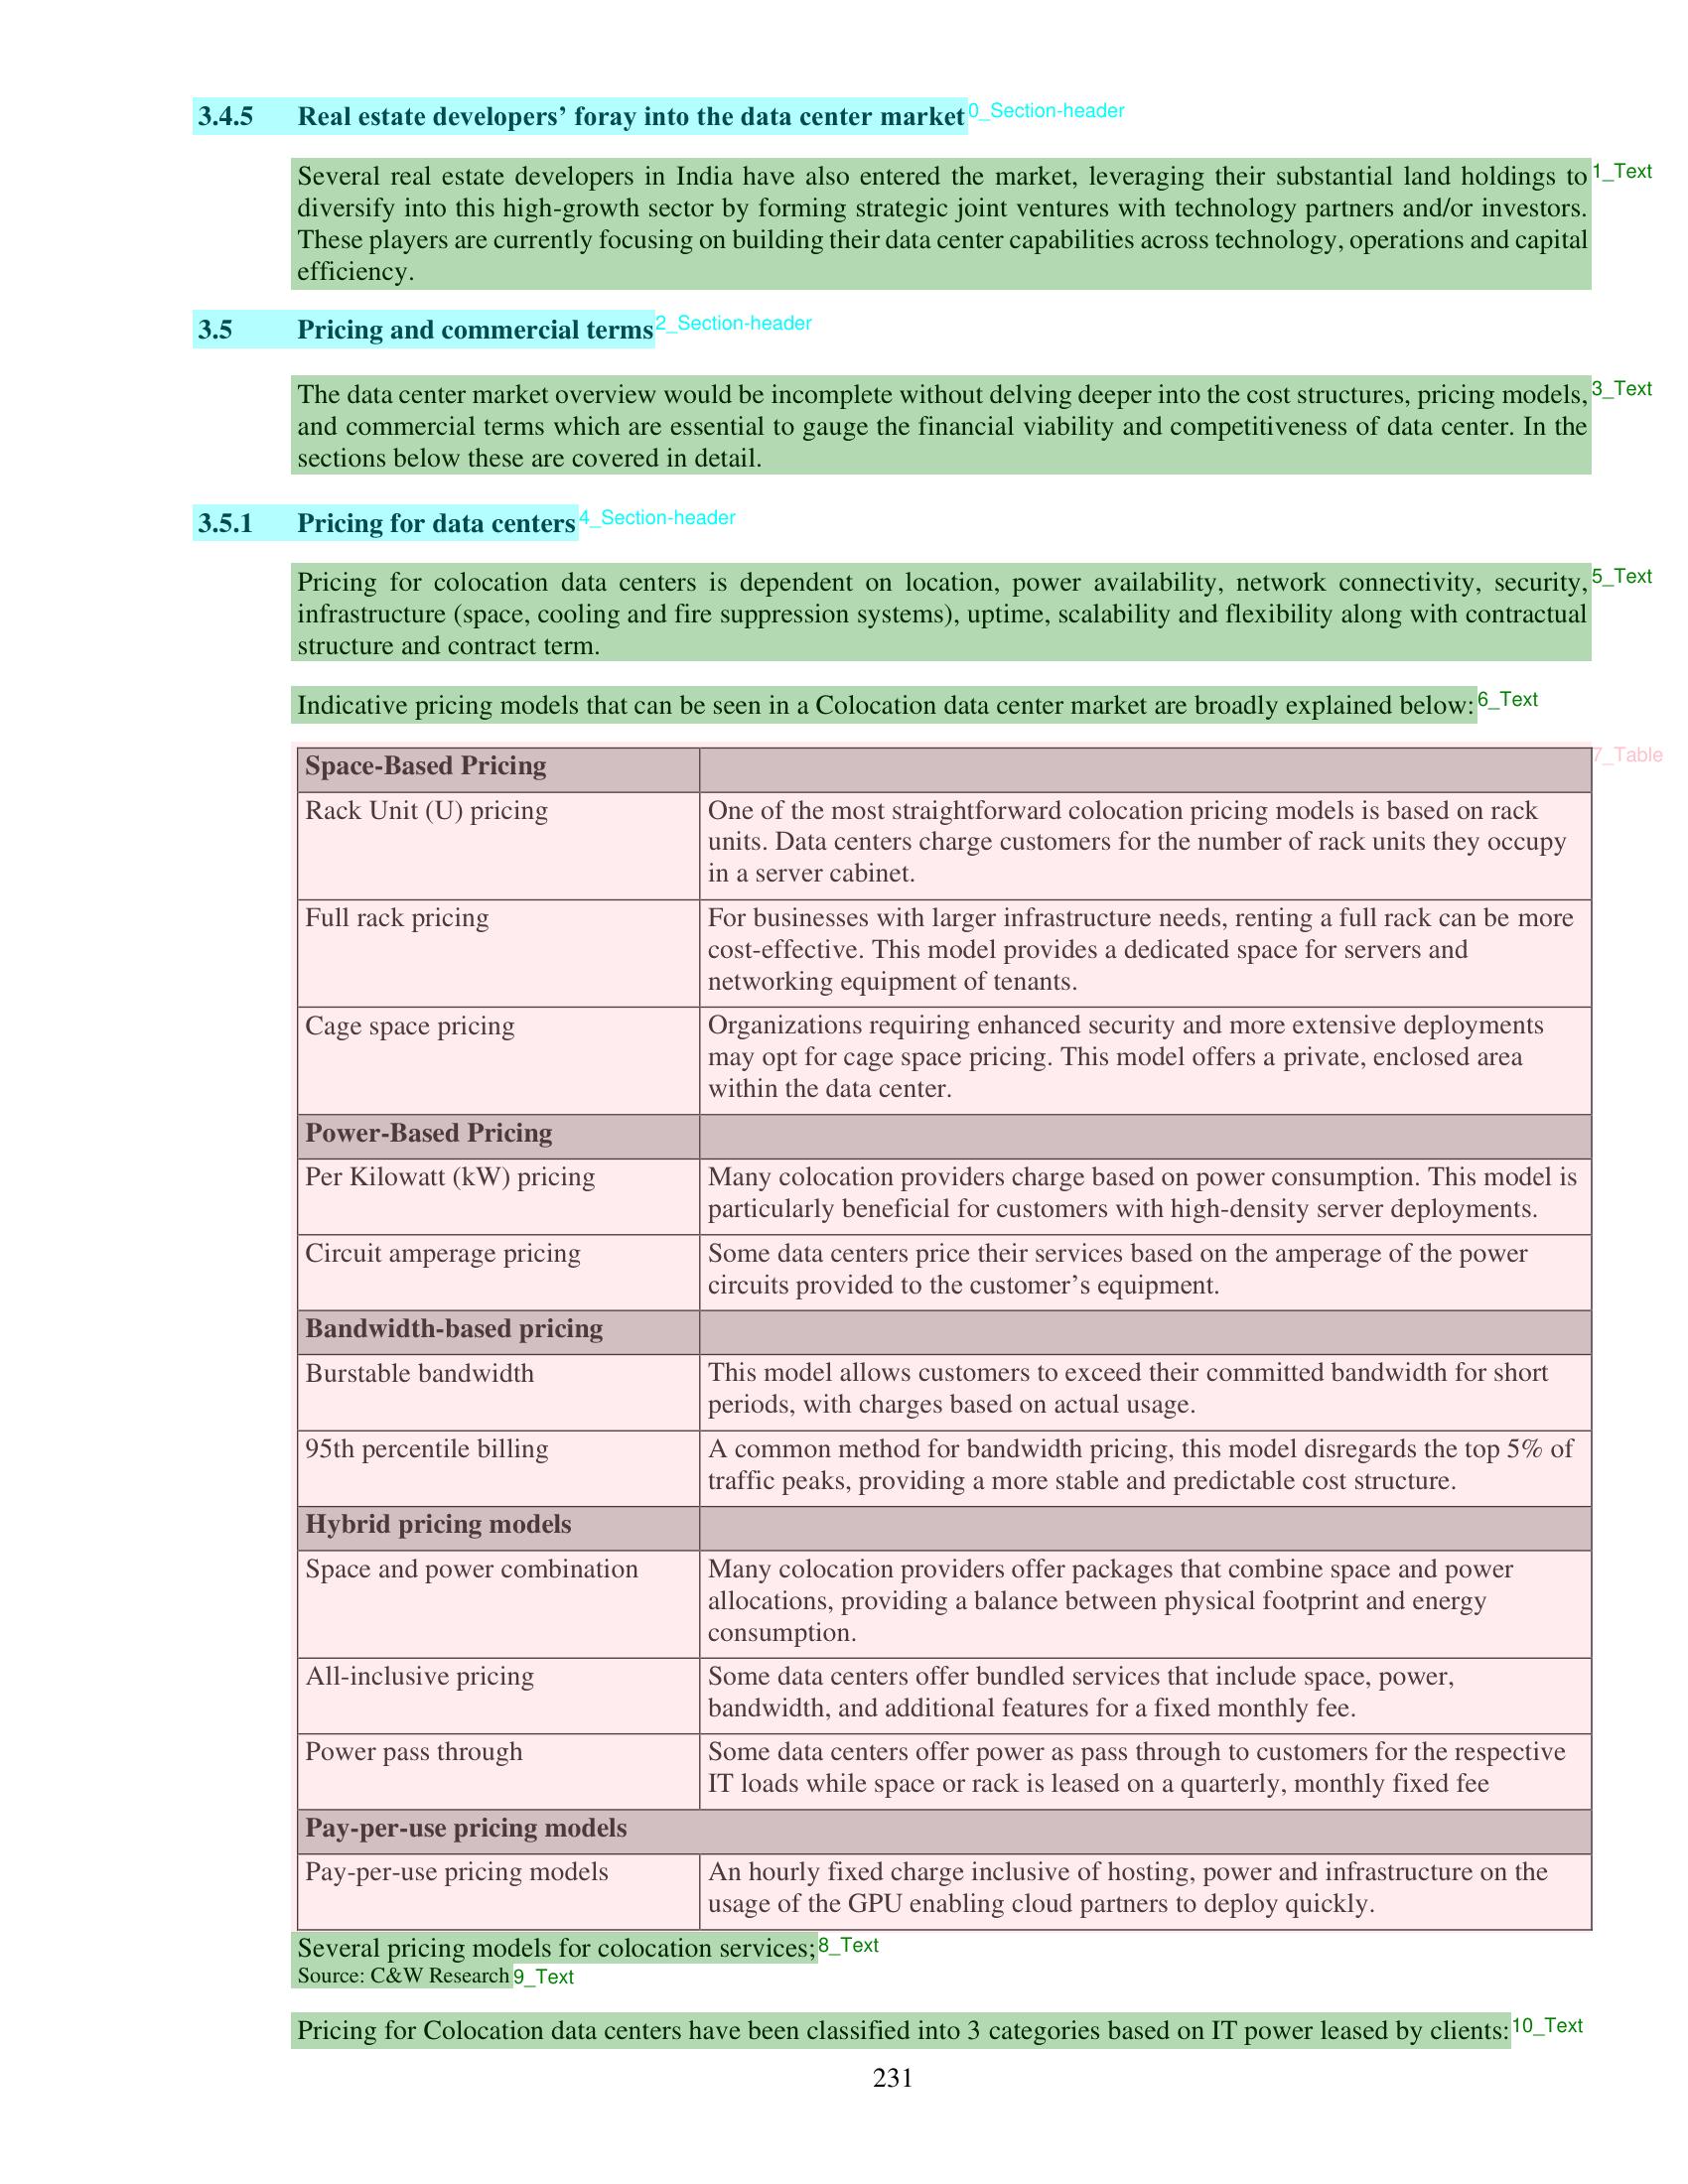 3.4.5 Real estate developers’ foray into the data center market 0_Section-header
Several real estate developers in India have also entered the market, leveraging their substantial land holdings to 1_Text
diversify into this high-growth sector by forming strategic joint ventures with technology partners and/or investors.
These players are currently focusing on building their data center capabilities across technology, operations and capital
efficiency.
3.5 Pricing and commercial terms 2_Section-header
The data center market overview would be incomplete without delving deeper into the cost structures, pricing models, 3_Text
and commercial terms which are essential to gauge the financial viability and competitiveness of data center. In the
sections below these are covered in detail.
3.5.1 Pricing for data centers 4_Section-header
Pricing for colocation data centers is dependent on location, power availability, network connectivity, security, 5_Text
infrastructure (space, cooling and fire suppression systems), uptime, scalability and flexibility along with contractual
structure and contract term.
Indicative pricing models that can be seen in a Colocation data center market are broadly explained below: 6_Text
7_Table
Space-Based Pricing
Rack Unit (U) pricing One of the most straightforward colocation pricing models is based on rack
units. Data centers charge customers for the number of rack units they occupy
in a server cabinet.
Full rack pricing For businesses with larger infrastructure needs, renting a full rack can be more
cost-effective. This model provides a dedicated space for servers and
networking equipment of tenants.
Cage space pricing Organizations requiring enhanced security and more extensive deployments
may opt for cage space pricing. This model offers a private, enclosed area
within the data center.
Power-Based Pricing
Per Kilowatt (kW) pricing Many colocation providers charge based on power consumption. This model is
particularly beneficial for customers with high-density server deployments.
Circuit amperage pricing Some data centers price their services based on the amperage of the power
circuits provided to the customer’s equipment.
Bandwidth-based pricing
Burstable bandwidth This model allows customers to exceed their committed bandwidth for short
periods, with charges based on actual usage.
95th percentile billing A common method for bandwidth pricing, this model disregards the top 5% of
traffic peaks, providing a more stable and predictable cost structure.
Hybrid pricing models
Space and power combination Many colocation providers offer packages that combine space and power
allocations, providing a balance between physical footprint and energy
consumption.
All-inclusive pricing Some data centers offer bundled services that include space, power,
bandwidth, and additional features for a fixed monthly fee.
Power pass through Some data centers offer power as pass through to customers for the respective
IT loads while space or rack is leased on a quarterly, monthly fixed fee
Pay-per-use pricing models
Pay-per-use pricing models An hourly fixed charge inclusive of hosting, power and infrastructure on the
usage of the GPU enabling cloud partners to deploy quickly.
Several pricing models for colocation services; 8_Text
Source: C&W Research 9_Text
Pricing for Colocation data centers have been classified into 3 categories based on IT power leased by clients: 10_Text
231